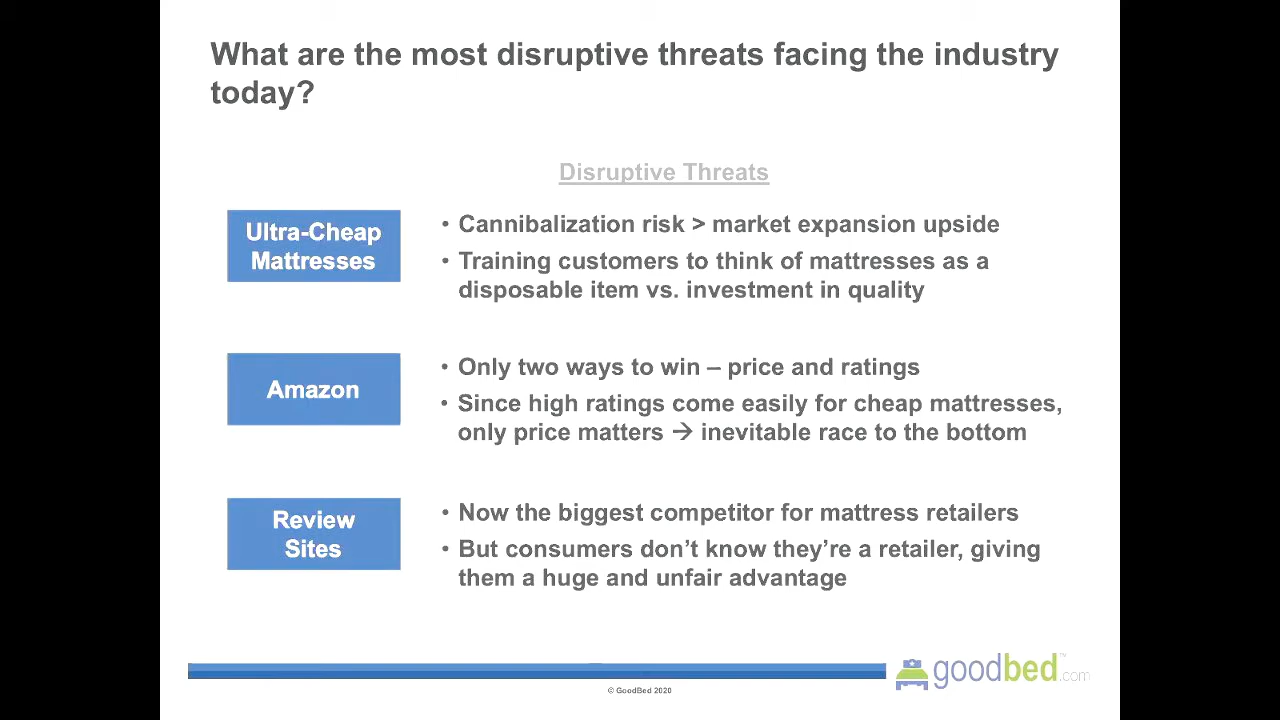 What are the most disruptive threats facing the industry
today?
Disruptive Threats
Ultra-Cheap
Mattresses
• Cannibalization risk > market expansion upside
• Training customers to think of mattresses as a
disposable item vs. investment in quality
Amazon
• Only two ways to win – price and ratings
• Since high ratings come easily for cheap mattresses,
only price matters → inevitable race to the bottom
Review
Sites
• Now the biggest competitor for mattress retailers
• But consumers don’t know they’re a retailer, giving
them a huge and unfair advantage
goodbed.com™
© GoodBed 2020